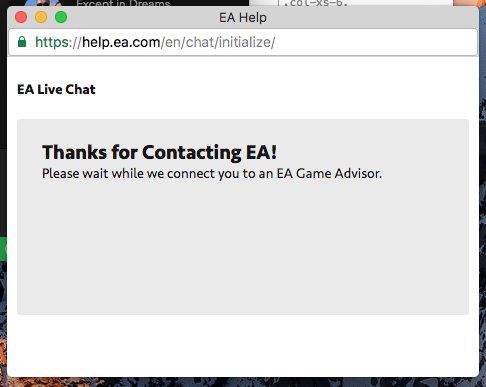 Except in Dreams
.col-xs-6.
EA Help
https://help.ea.com/en/chat/initialize/
EA Live Chat
Thanks for Contacting EA!
Please wait while we connect you to an EA Game Advisor.